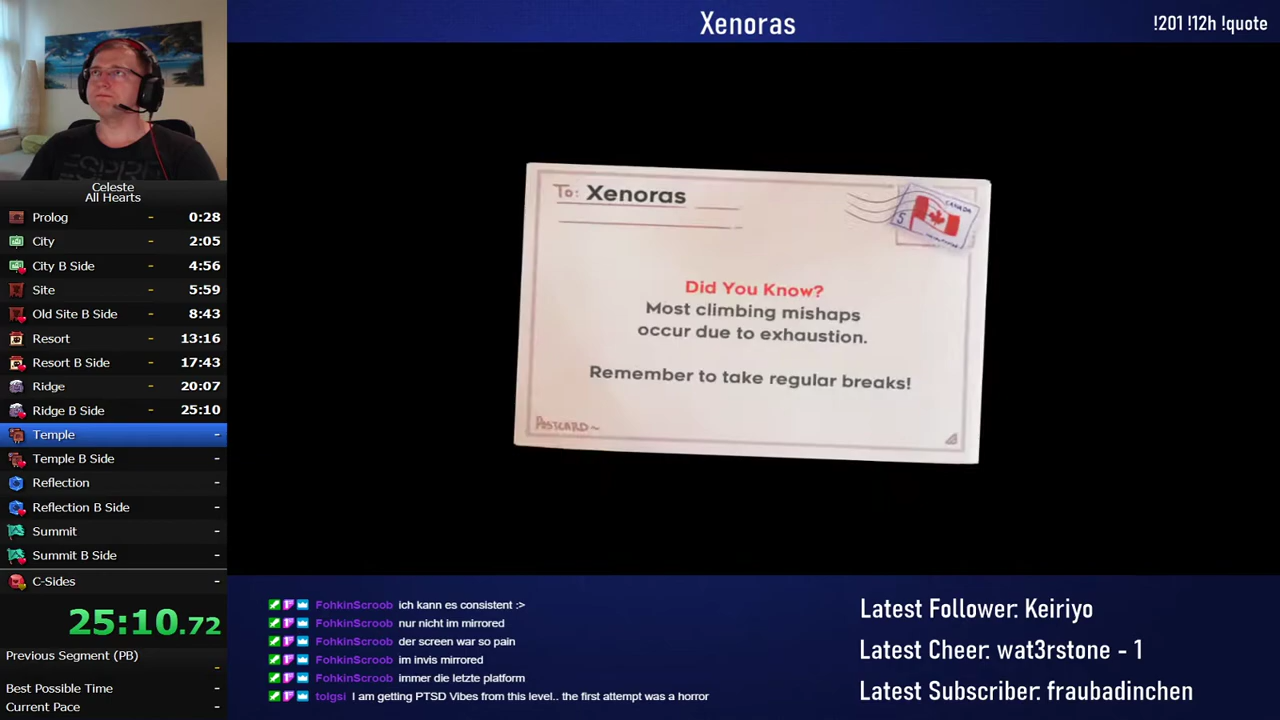 Xenoras
!201 !12h !quote
ESPRE
Celeste
All Hearts
Prolog - 0:28
City - 2:05
City B Side - 4:56
Site - 5:59
Old Site B Side - 8:43
Resort - 13:16
Resort B Side - 17:43
Ridge - 20:07
Ridge B Side - 25:10
Temple -
Temple B Side -
Reflection -
Reflection B Side -
Summit -
Summit B Side -
C-Sides -
25:10.72
Previous Segment (PB)
-
Best Possible Time -
Current Pace -
To: Xenoras
CANADA
5
Did You Know?
Most climbing mishaps
occur due to exhaustion.
Remember to take regular breaks!
POSTCARD~
FohkinScroob ich kann es consistent :>
FohkinScroob nur nicht im mirrored
FohkinScroob der screen war so pain
FohkinScroob im invis mirrored
FohkinScroob immer die letzte platform
tolgsi I am getting PTSD Vibes from this level.. the first attempt was a horror
Latest Follower: Keiriyo
Latest Cheer: wat3rstone - 1
Latest Subscriber: fraubadinchen